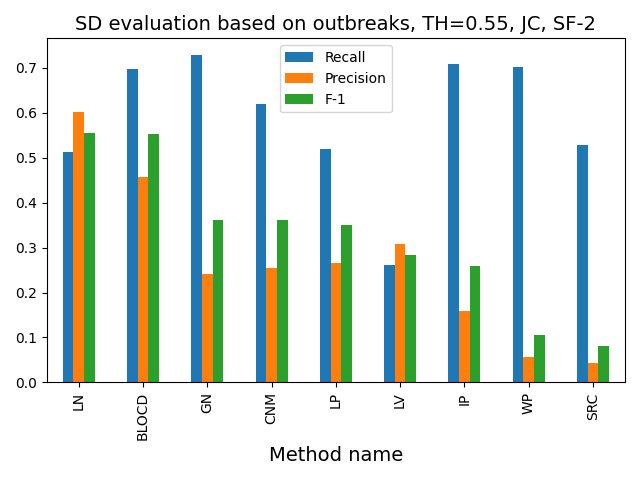 SD evaluation based on outbreaks, TH=0.55, JC, SF-2
Recall
Precision
F-1
0.7
0.6
0.5
0.4
0.3
0.2
0.1
0.0
LN
BLOCD
GN
CNM
LP
LV
IP
WP
SRC
Method name